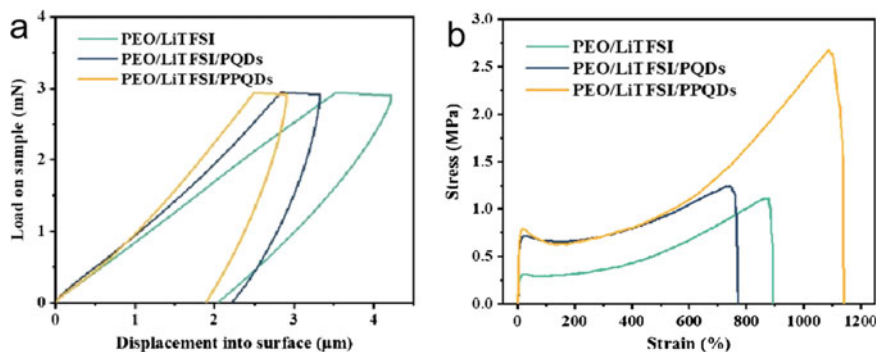 a
PEO/LiTFSI
PEO/LiTFSI/PQDs
PEO/LiTFSI/PPQDs
Load on sample (mN)
4
3
2
1
0
0
1
2
3
4
Displacement into surface (μm)
b
PEO/LiTFSI
PEO/LiTFSI/PQDs
PEO/LiTFSI/PPQDs
Stress (MPa)
3.0
2.5
2.0
1.5
1.0
0.5
0.0
0
200
400
600
800
1000
1200
Strain (%)